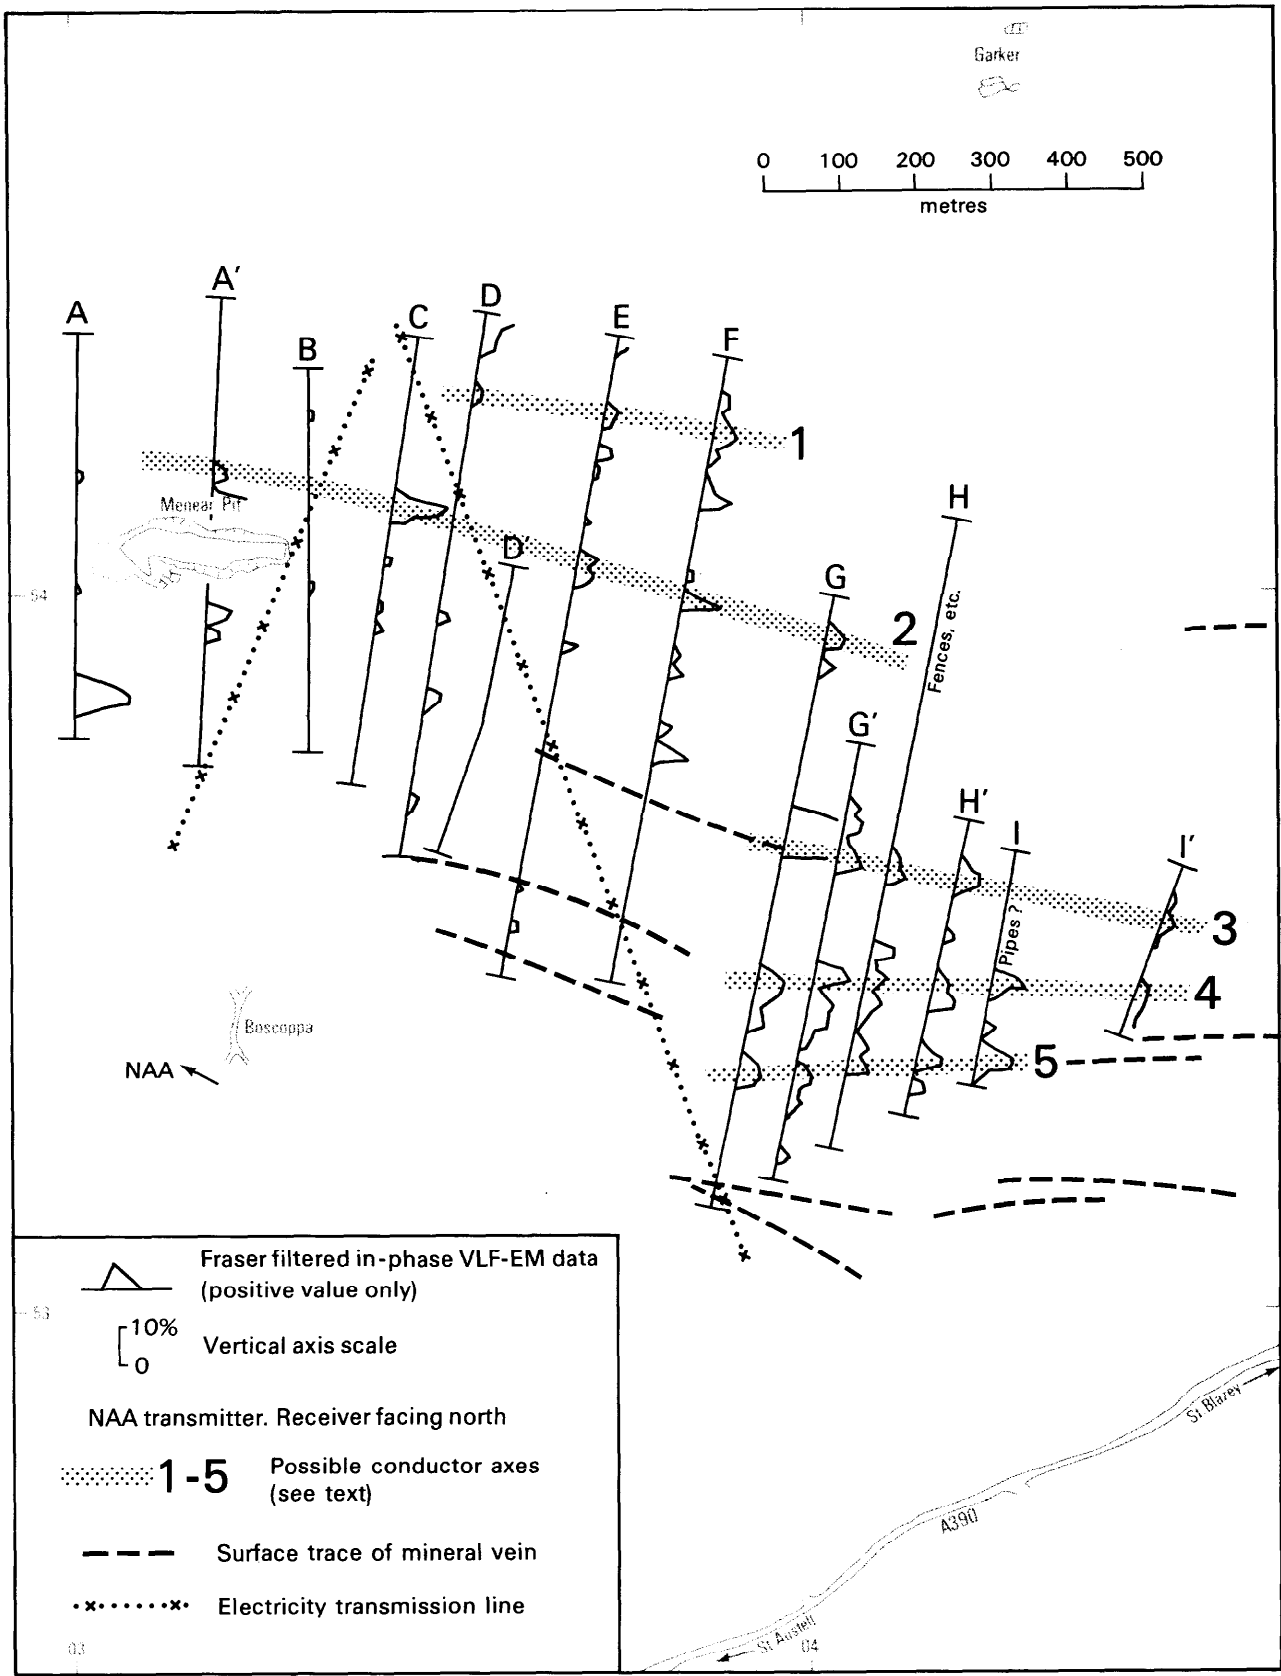 Garker
0 100 200 300 400 500
metres
A
A′
B
C
D
E
F
1
Menear Pit
H
D′
54
G
2
Fences, etc.
G′
H′
I
I′
Pipes ?
3
4
Boscoppa
5
NAA
Fraser filtered in-phase VLF-EM data
(positive value only)
10%
0
Vertical axis scale
53
NAA transmitter. Receiver facing north
1-5
Possible conductor axes
(see text)
Surface trace of mineral vein
Electricity transmission line
St Blazey
A390
St Austell
03
04